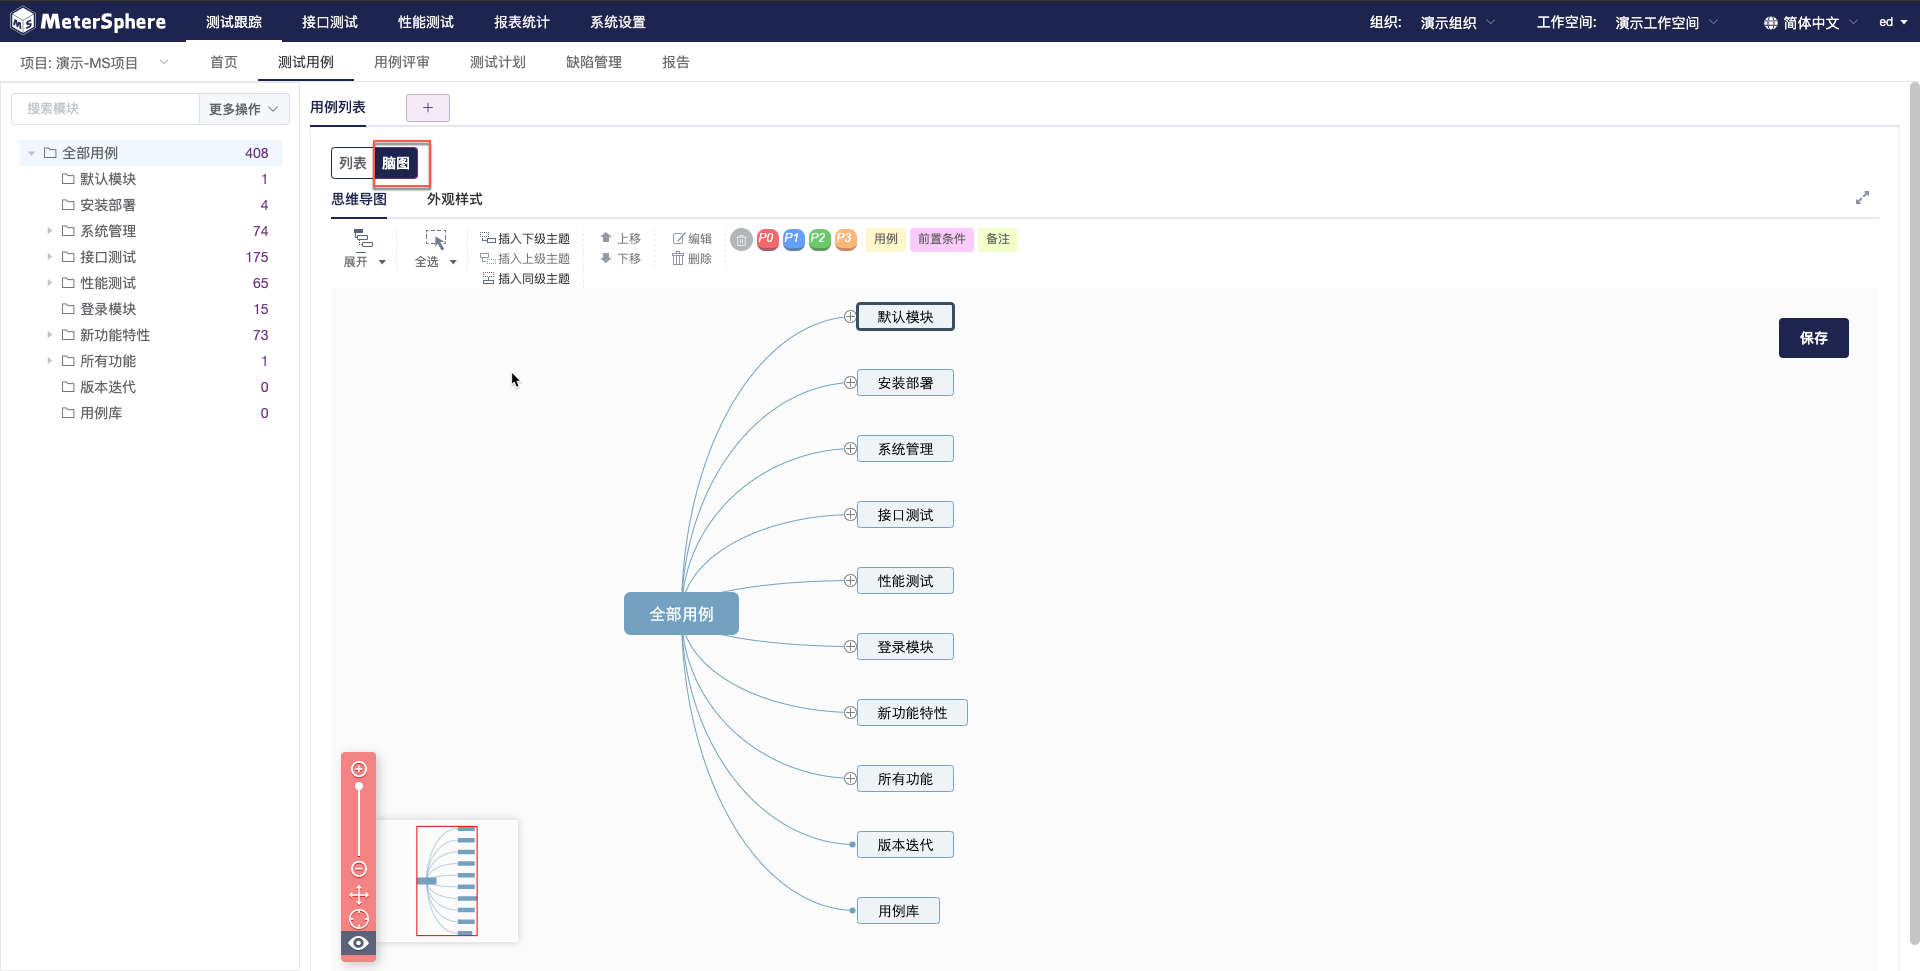 MeterSphere 测试跟踪 接口测试 性能测试 报表统计 系统设置 组织: 演示组织 工作空间: 演示工作空间 简体中文 ed
项目: 演示-MS项目 首页 测试用例 用例评审 测试计划 缺陷管理 报告
搜索模块 更多操作
全部用例 408
默认模块 1
安装部署 4
系统管理 74
接口测试 175
性能测试 65
登录模块 15
新功能特性 73
所有功能 1
版本迭代 0
用例库 0
用例列表 +
列表 脑图
思维导图 外观样式
展开 全选
插入下级主题
插入上级主题
插入同级主题
上移
下移
编辑
删除
P0 P1 P2 P3 用例 前置条件 备注
保存
全部用例
默认模块
安装部署
系统管理
接口测试
性能测试
登录模块
新功能特性
所有功能
版本迭代
用例库